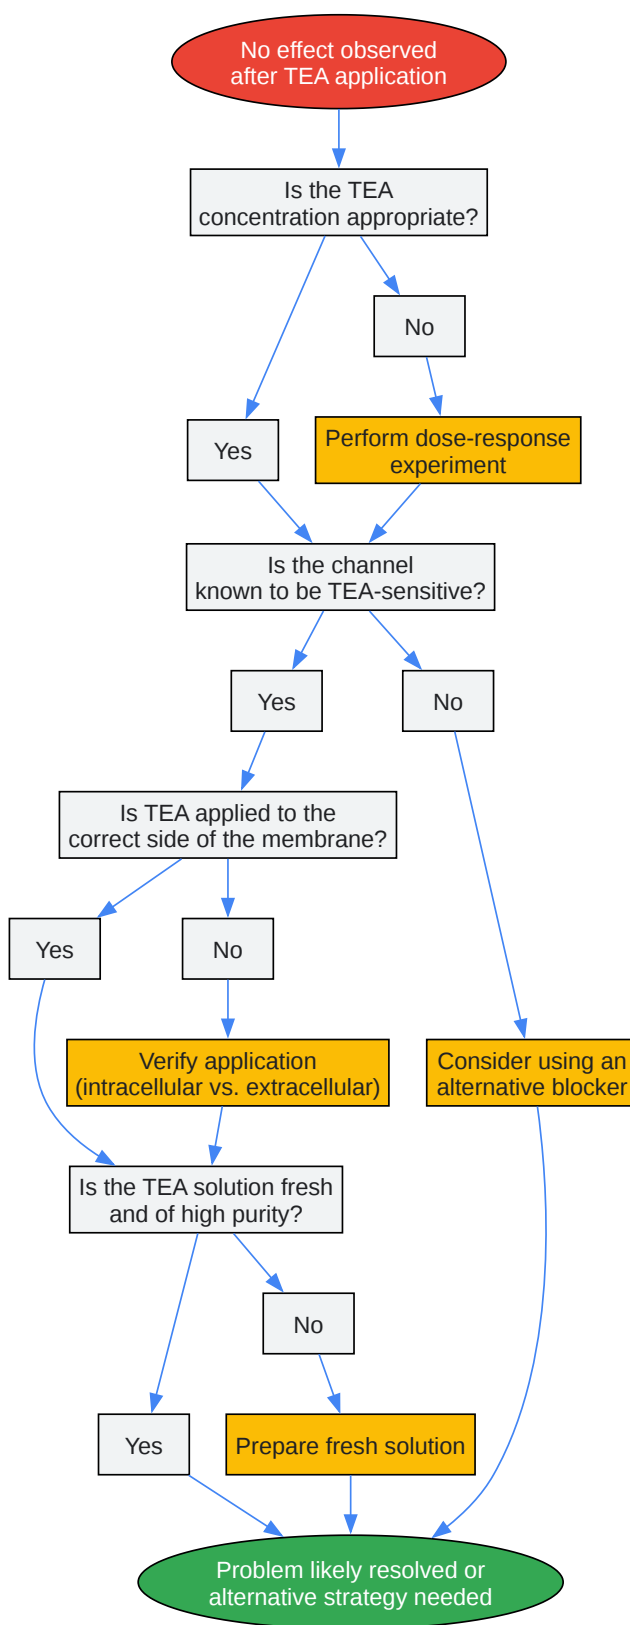 No effect observed
after TEA application
Is the TEA
concentration appropriate?
No
Yes
Perform dose-response
experiment
Is the channel
known to be TEA-sensitive?
Yes
No
Is TEA applied to the
correct side of the membrane?
Yes
No
Verify application
(intracellular vs. extracellular)
Consider using an
alternative blocker
Is the TEA solution fresh
and of high purity?
No
Yes
Prepare fresh solution
Problem likely resolved or
alternative strategy needed